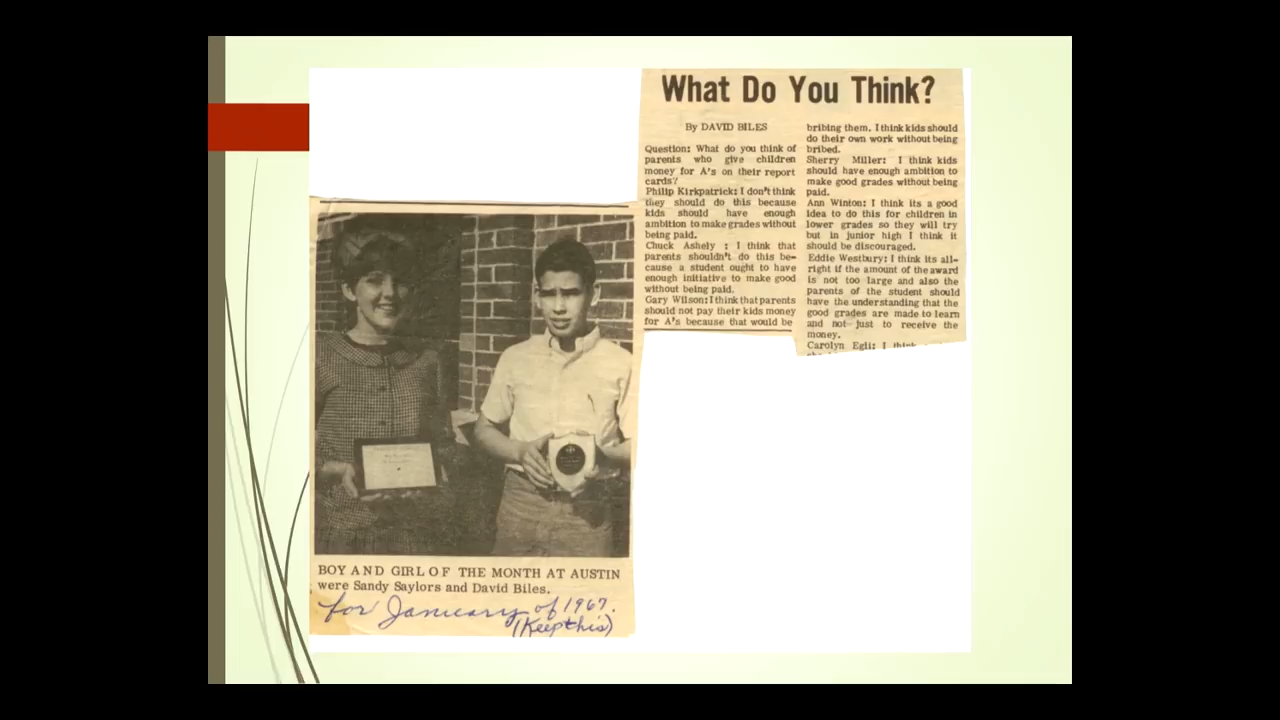 What Do You Think?
By DAVID BILES
Question: What do you think of
parents who give children
money for A's on their report
cards?
Philip Kirkpatrick: I don't think
they should do this because
kids should have enough
ambition to make grades without
being paid.
Chuck Ashely : I think that
parents shouldn't do this be-
cause a student ought to have
enough initiative to make good
without being paid.
Gary Wilson: I think that parents
should not pay their kids money
for A's because that would be
bribing them. I think kids should
do their own work without being
bribed.
Sherry Miller: I think kids
should have enough ambition to
make good grades without being
paid.
Ann Winton: I think its a good
idea to do this for children in
lower grades so they will try
but in junior high I think it
should be discouraged.
Eddie Westbury: I think its all-
right if the amount of the award
is not too large and also the
parents of the student should
have the understanding that the
good grades are made to learn
and not just to receive the
money.
Carolyn Egli: I think
BOY AND GIRL OF THE MONTH AT AUSTIN
were Sandy Saylors and David Biles.
for January of 1967.
(Keep this)